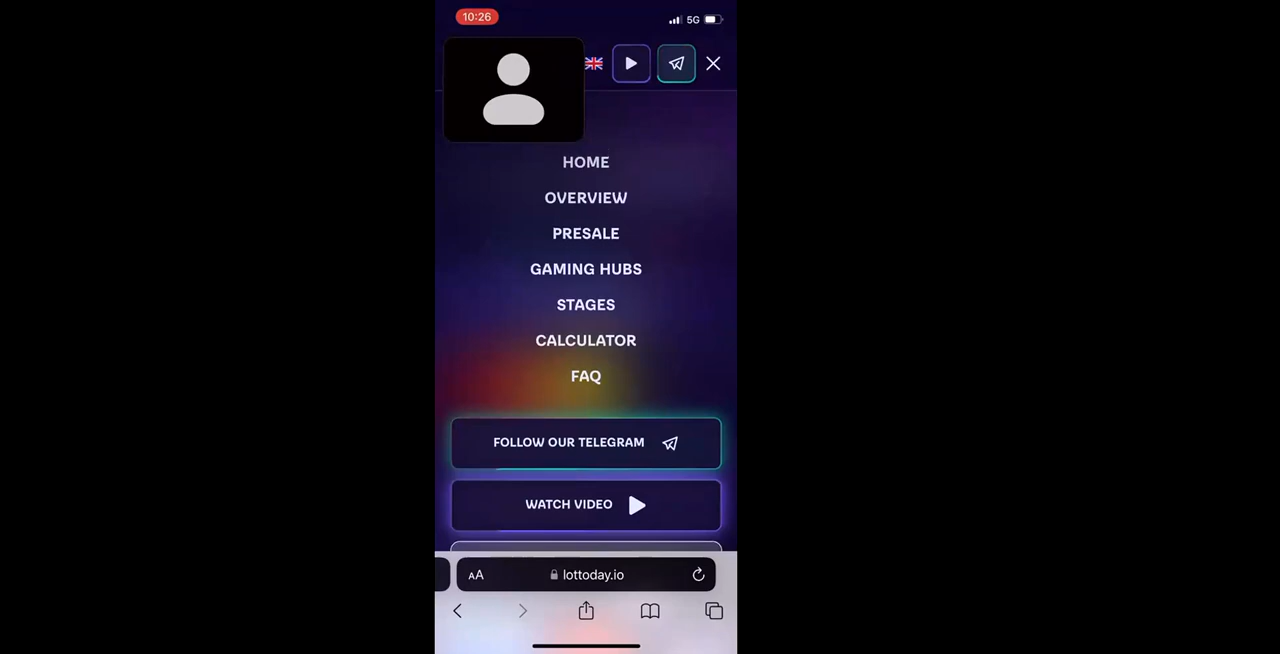 10:26
5G
HOME
OVERVIEW
PRESALE
GAMING HUBS
STAGES
CALCULATOR
FAQ
FOLLOW OUR TELEGRAM
WATCH VIDEO
AA
lottoday.io